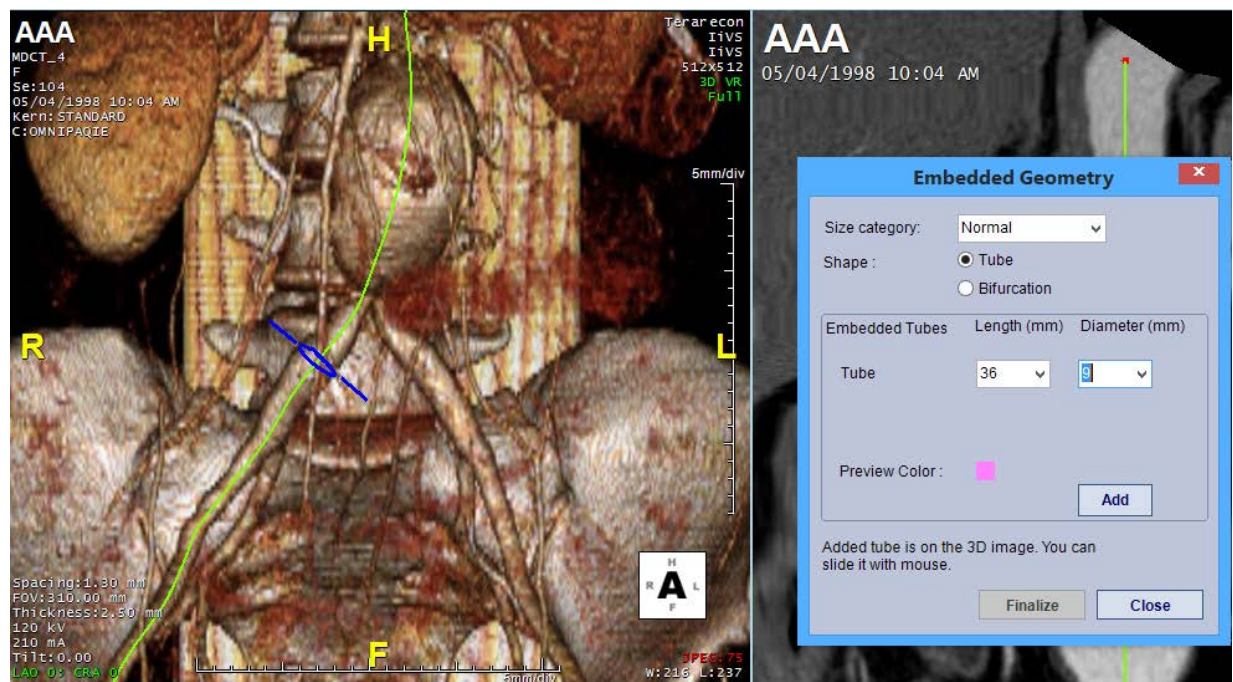 AAA
MDCT_4
F
Se:104
05/04/1998 10:04 AM
Kern:STANDARD
C:OMNIPAQIE
H
Terarecon
IiVS
IiVS
512x512
3D VR
Full
5mm/div
R
L
Spacing:1.30 mm
FOV:310.00 mm
Thickness:2.50 mm
120 kV
210 mA
Tilt:0.00
LAO 03 CRA 0
F
5mm/div
H
R A L
F
JPEG:75
W:216 L:237
AAA
05/04/1998 10:04 AM
Embedded Geometry
Size category: Normal
Shape : Tube
Bifurcation
Embedded Tubes Length (mm) Diameter (mm)
Tube 36 9
Preview Color :
Add
Added tube is on the 3D image. You can
slide it with mouse.
Finalize Close